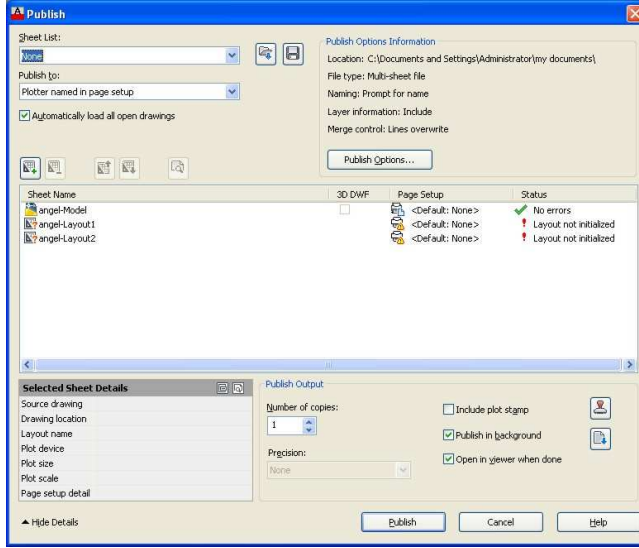 Publish
Sheet List:
None
Publish to:
Plotter named in page setup
Automatically load all open drawings
Publish Options Information
Location: C:\Documents and Settings\Administrator\my documents\
File type: Multi-sheet file
Naming: Prompt for name
Layer information: Include
Merge control: Lines overwrite
Publish Options...
Sheet Name 3D DWF Page Setup Status
angel-Model <Default: None> No errors
angel-Layout1 <Default: None> Layout not initialized
angel-Layout2 <Default: None> Layout not initialized
Selected Sheet Details
Source drawing
Drawing location
Layout name
Plot device
Plot size
Plot scale
Page setup detail
Publish Output
Number of copies:
1
Precision:
None
Include plot stamp
Publish in background
Open in viewer when done
Hide Details
Publish
Cancel
Help